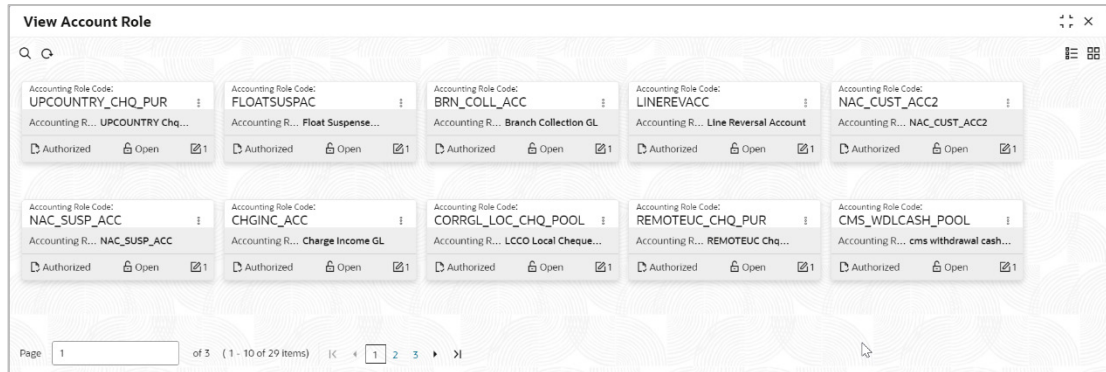 View Account Role
Accounting Role Code: Accounting Role Code: Accounting Role Code: Accounting Role Code: Accounting Role Code:
UPCOUNTRY_CHQ_PUR FLOATSUSPAC BRN_COLL_ACC LINEREVACC NAC_CUST_ACC2
Accounting R... UPCOUNTRY Chq... Accounting R... Float Suspense... Accounting R... Branch Collection GL Accounting R... Line Reversal Account Accounting R... NAC_CUST_ACC2
Authorized Open 1 Authorized Open 1 Authorized Open 1 Authorized Open 1 Authorized Open 1
Accounting Role Code: Accounting Role Code: Accounting Role Code: Accounting Role Code: Accounting Role Code:
NAC_SUSP_ACC CHGINC_ACC CORRGL_LOC_CHQ_POOL REMOTEUC_CHQ_PUR CMS_WDLCASH_POOL
Accounting R... NAC_SUSP_ACC Accounting R... Charge Income GL Accounting R... LCCO Local Cheque... Accounting R... REMOTEUC Chq... Accounting R... cms withdrawal cash...
Authorized Open 1 Authorized Open 1 Authorized Open 1 Authorized Open 1 Authorized Open 1
Page 1 of 3 (1 - 10 of 29 items) 1 2 3